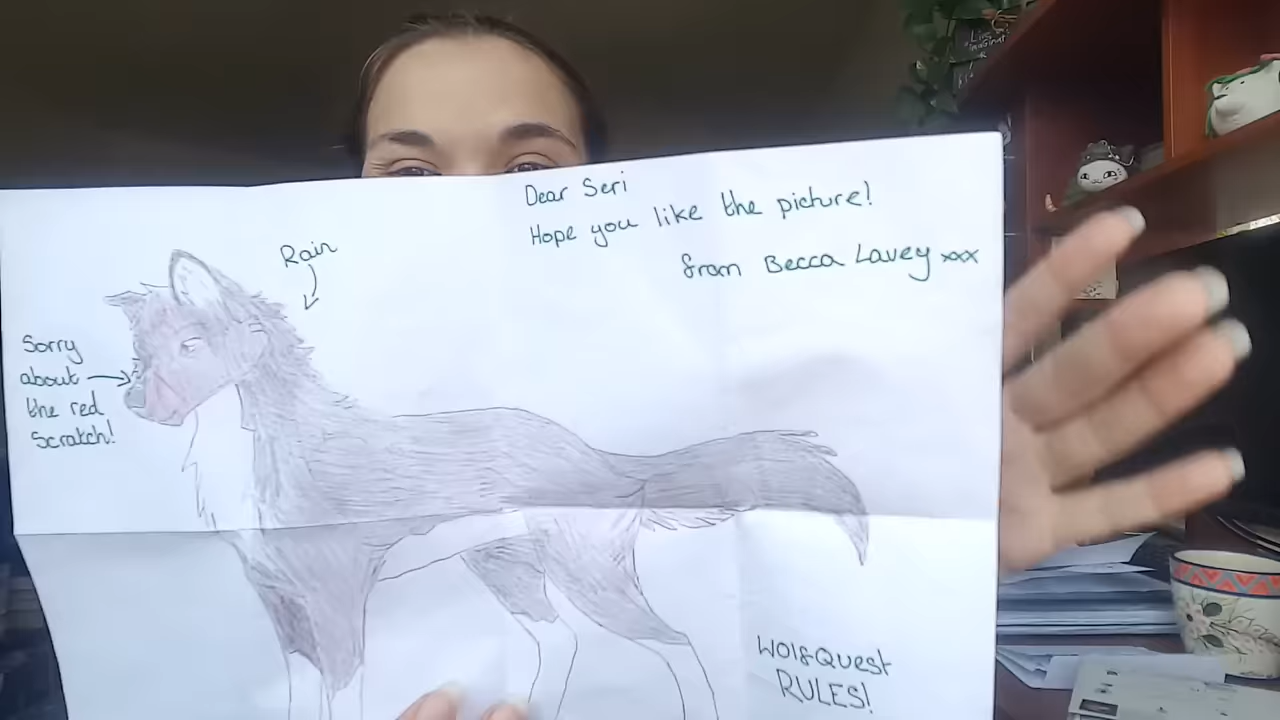 Dear Seri
Hope you like the picture!
from Becca Lavey xxx
Rain
Sorry
about
the red
Scratch!
WolfQuest
RULES!